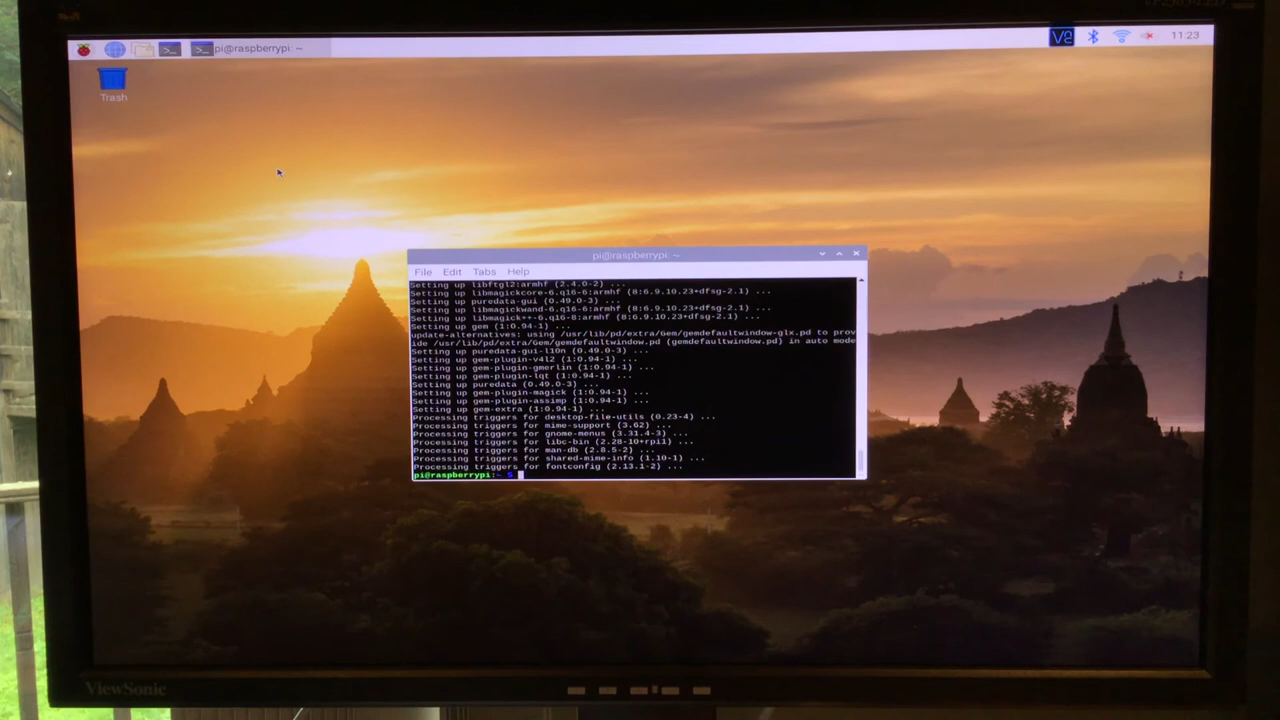 pi@raspberrypi: ~
11:23
Trash
pi@raspberrypi: ~
File Edit Tabs Help
Setting up libftgl2:armhf (2.4.0-2) ...
Setting up libmagickcore-6.q16-6:armhf (8:6.9.10.23+dfsg-2.1) ...
Setting up puredata-gui (0.49.0-3) ...
Setting up libmagickwand-6.q16-6:armhf (8:6.9.10.23+dfsg-2.1) ...
Setting up libmagick++-6.q16-8:armhf (8:6.9.10.23+dfsg-2.1) ...
Setting up gem (1:0.94-1) ...
update-alternatives: using /usr/lib/pd/extra/Gem/gemdefaultwindow-glx.pd to prov
ide /usr/lib/pd/extra/Gem/gemdefaultwindow.pd (gemdefaultwindow.pd) in auto mode
Setting up puredata-gui-l10n (0.49.0-3) ...
Setting up gem-plugin-v4l2 (1:0.94-1) ...
Setting up gem-plugin-gmerlin (1:0.94-1) ...
Setting up gem-plugin-lqt (1:0.94-1) ...
Setting up puredata (0.49.0-3) ...
Setting up gem-plugin-magick (1:0.94-1) ...
Setting up gem-plugin-assimp (1:0.94-1) ...
Setting up gem-extra (1:0.94-1) ...
Processing triggers for desktop-file-utils (0.23-4) ...
Processing triggers for mime-support (3.62) ...
Processing triggers for gnome-menus (3.31.4-3) ...
Processing triggers for libc-bin (2.28-10+rpi1) ...
Processing triggers for man-db (2.8.5-2) ...
Processing triggers for shared-mime-info (1.10-1) ...
Processing triggers for fontconfig (2.13.1-2) ...
pi@raspberrypi:~ $
ViewSonic